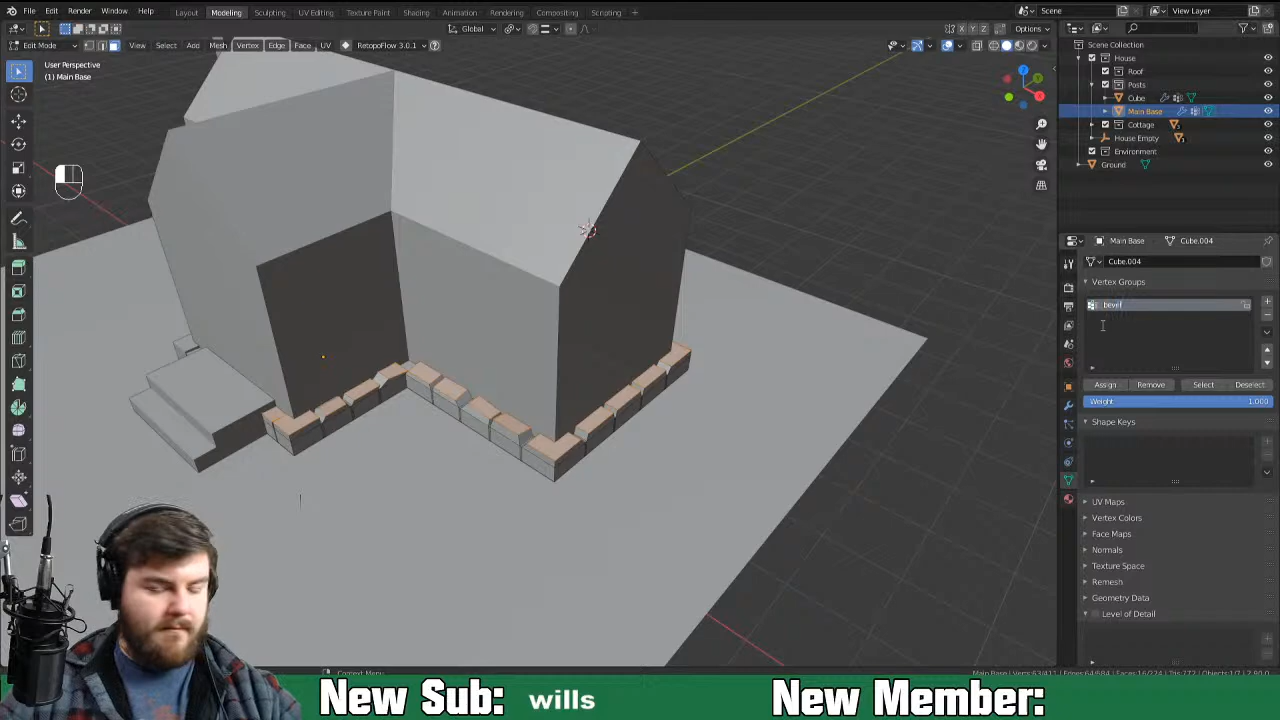 File Edit Render Window Help Layout Modeling Sculpting UV Editing Texture Paint Shading Animation Rendering Compositing Scripting + Scene View Layer
Global Options
Edit Mode View Select Add Mesh Vertex Edge Face UV RetopoFlow 3.0.1
User Perspective
(1) Main Base
Scene Collection
House
Roof
Posts
Cube
Main Base
Cottage
House Empty
Environment
Ground
Main Base Cube.004
Cube.004
Vertex Groups
bevel
Assign Remove Select Deselect
Weight 1.000
Shape Keys
UV Maps
Vertex Colors
Face Maps
Normals
Texture Space
Remesh
Geometry Data
Level of Detail
New Sub: wills New Member: